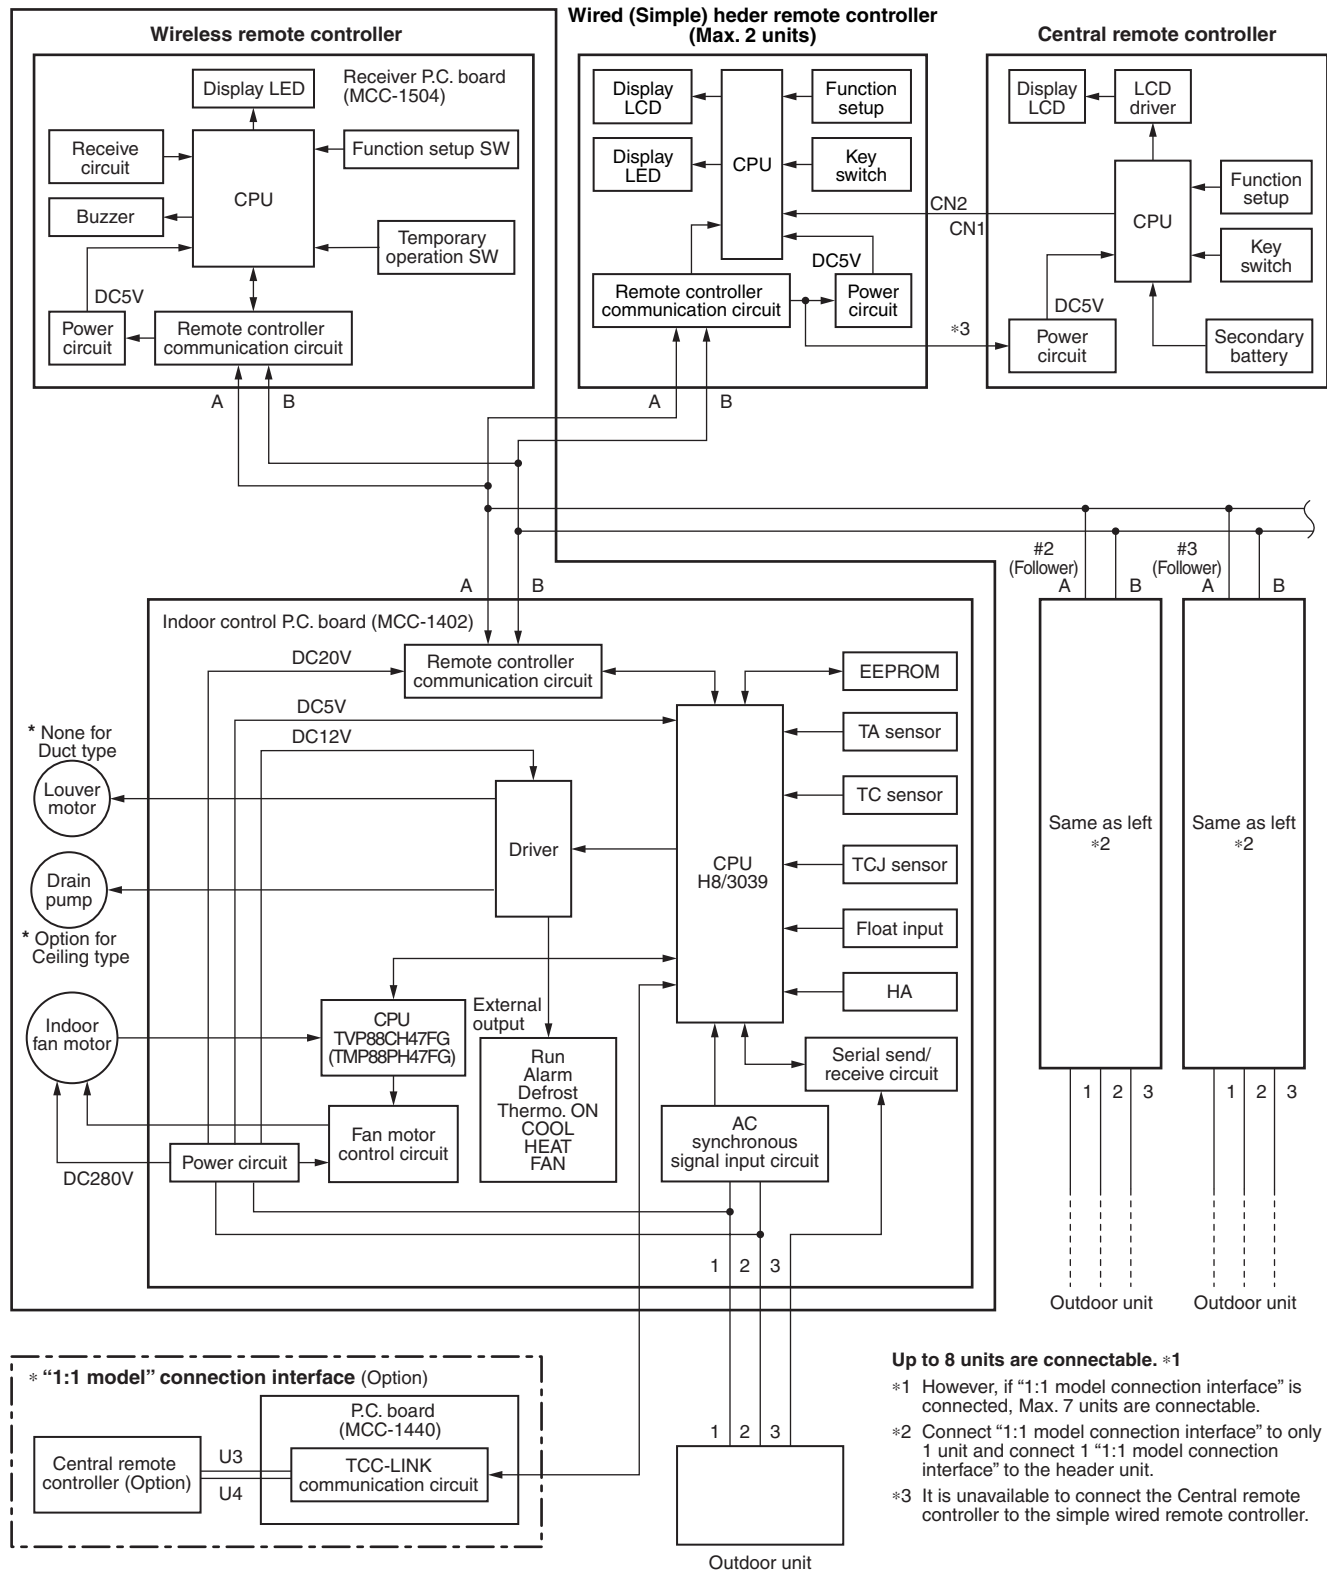 Wireless remote controller
Receiver P.C. board
(MCC-1504)
Display LED
Receive
circuit
Function setup SW
CPU
Buzzer
Temporary
operation SW
DC5V
Power
circuit
Remote controller
communication circuit
A
B
Wired (Simple) heder remote controller
(Max. 2 units)
Display
LCD
Function
setup
Display
LED
CPU
Key
switch
DC5V
Remote controller
communication circuit
Power
circuit
A
B
CN2
CN1
*3
Central remote controller
Display
LCD
LCD
driver
CPU
Function
setup
Key
switch
DC5V
Power
circuit
Secondary
battery
#2
(Follower)
A
B
#3
(Follower)
A
B
Same as left
*2
Same as left
*2
1
2
3
1
2
3
Outdoor unit
Outdoor unit
A
B
Indoor control P.C. board (MCC-1402)
DC20V
Remote controller
communication circuit
DC5V
DC12V
EEPROM
TA sensor
TC sensor
TCJ sensor
Float input
HA
CPU
H8/3039
Driver
* None for
Duct type
Louver
motor
Drain
pump
* Option for
Ceiling type
Indoor
fan motor
CPU
TVP88CH47FG
(TMP88PH47FG)
External
output
Run
Alarm
Defrost
Thermo. ON
COOL
HEAT
FAN
Serial send/
receive circuit
AC
synchronous
signal input circuit
Fan motor
control circuit
Power circuit
DC280V
1
2
3
* “1:1 model” connection interface (Option)
P.C. board
(MCC-1440)
Central remote
controller (Option)
U3
U4
TCC-LINK
communication circuit
1
2
3
Outdoor unit
Up to 8 units are connectable. *1
*1 However, if “1:1 model connection interface” is
connected, Max. 7 units are connectable.
*2 Connect “1:1 model connection interface” to only
1 unit and connect 1 “1:1 model connection
interface” to the header unit.
*3 It is unavailable to connect the Central remote
controller to the simple wired remote controller.